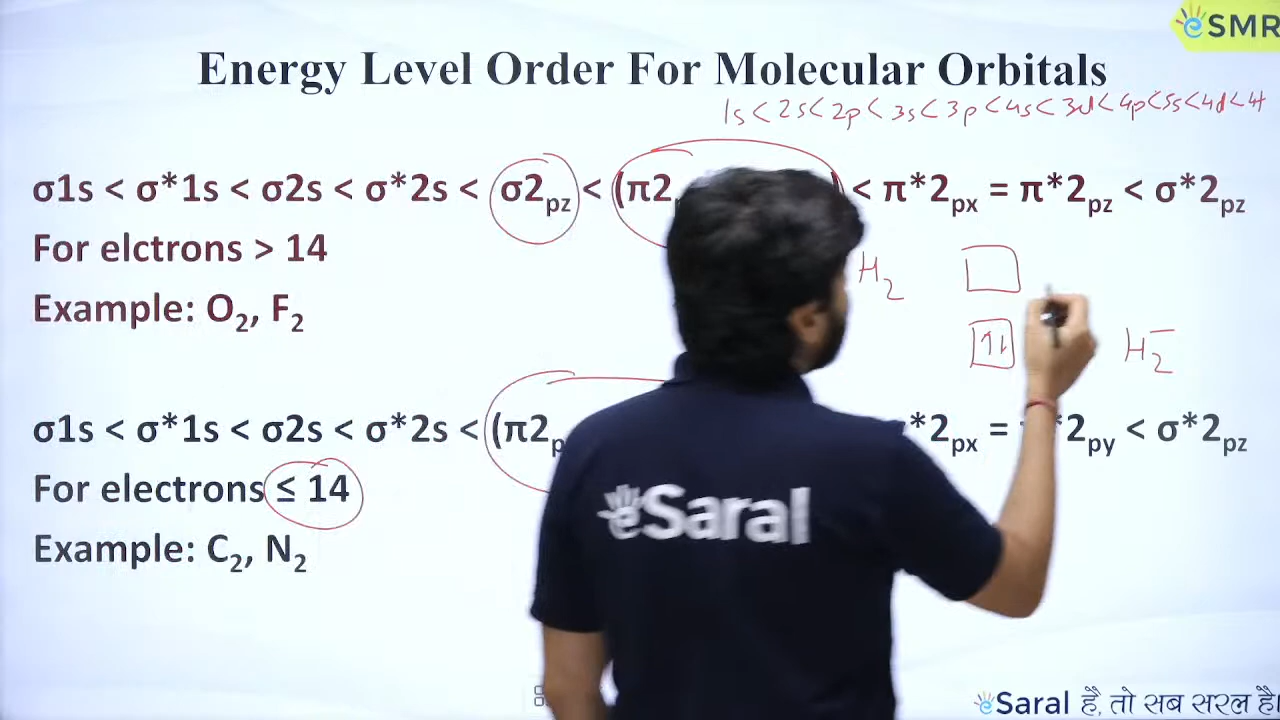 eSMR
Energy Level Order For Molecular Orbitals
1s < 2s < 2p < 3s < 3p < 4s < 3d < 4p < 5s < 4d < 4f
σ1s < σ*1s < σ2s < σ*2s < σ2pz < (π2 ) < π*2px = π*2pz < σ*2pz
For elctrons > 14
H2
Example: O2, F2
↑↓ H2⁻
σ1s < σ*1s < σ2s < σ*2s < (π2p *2px = *2py < σ*2pz
For electrons ≤ 14
eSaral
Example: C2, N2
eSaral है, तो सब सरल है।